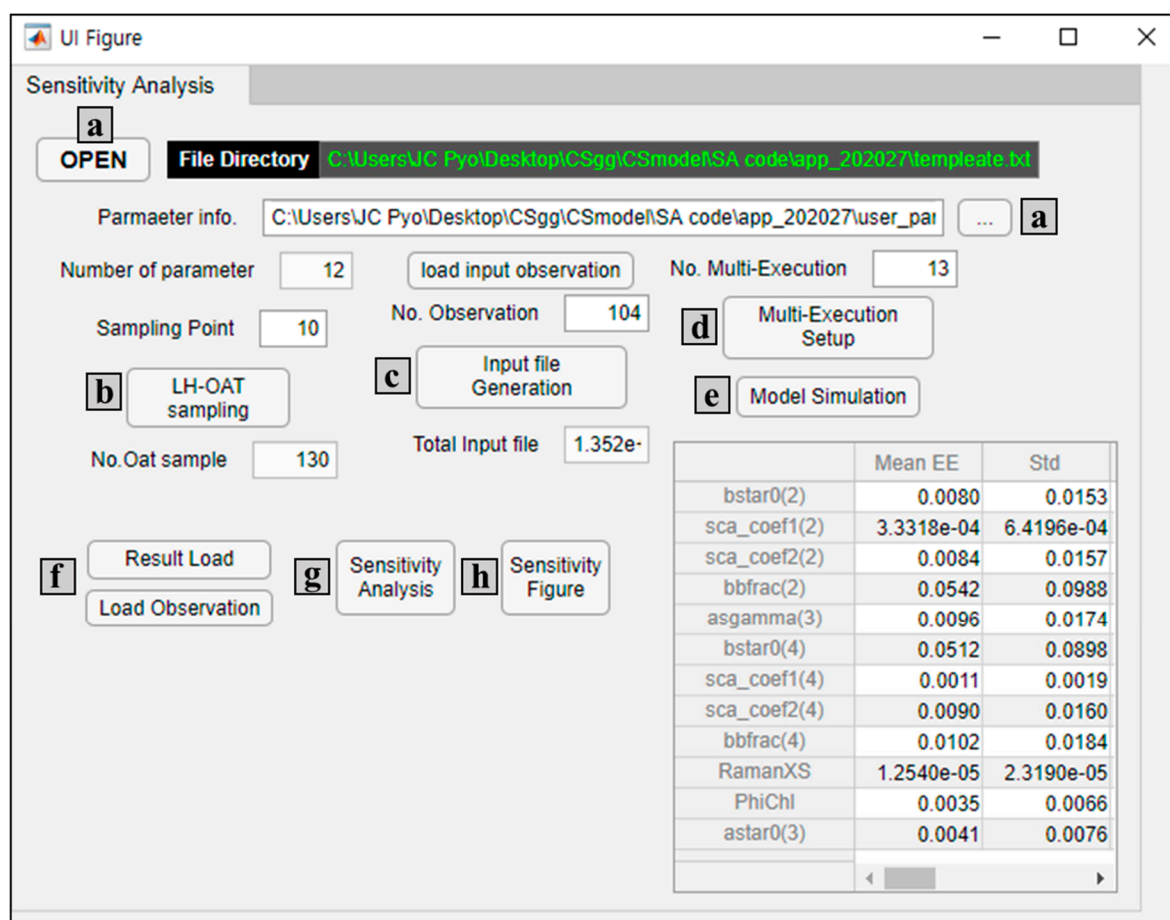 UI Figure
Sensitivity Analysis
a
OPEN File Directory C:\Users\JC Pyo\Desktop\CSgg\CSmodel\SA code\app_202027\templeate.txt
Parmaeter info. C:\Users\JC Pyo\Desktop\CSgg\CSmodel\SA code\app_202027\user_par ... a
Number of parameter 12 load input observation No. Multi-Execution 13
Sampling Point 10 No. Observation 104 d Multi-Execution
Setup
b LH-OAT
sampling
c Input file
Generation
e Model Simulation
No.Oat sample 130 Total Input file 1.352e-
Mean EE Std
bstar0(2) 0.0080 0.0153
sca_coef1(2) 3.3318e-04 6.4196e-04
sca_coef2(2) 0.0084 0.0157
bbfrac(2) 0.0542 0.0988
asgamma(3) 0.0096 0.0174
bstar0(4) 0.0512 0.0898
sca_coef1(4) 0.0011 0.0019
sca_coef2(4) 0.0090 0.0160
bbfrac(4) 0.0102 0.0184
RamanXS 1.2540e-05 2.3190e-05
PhiChl 0.0035 0.0066
astar0(3) 0.0041 0.0076
f Result Load
Load Observation
g Sensitivity
Analysis
h Sensitivity
Figure